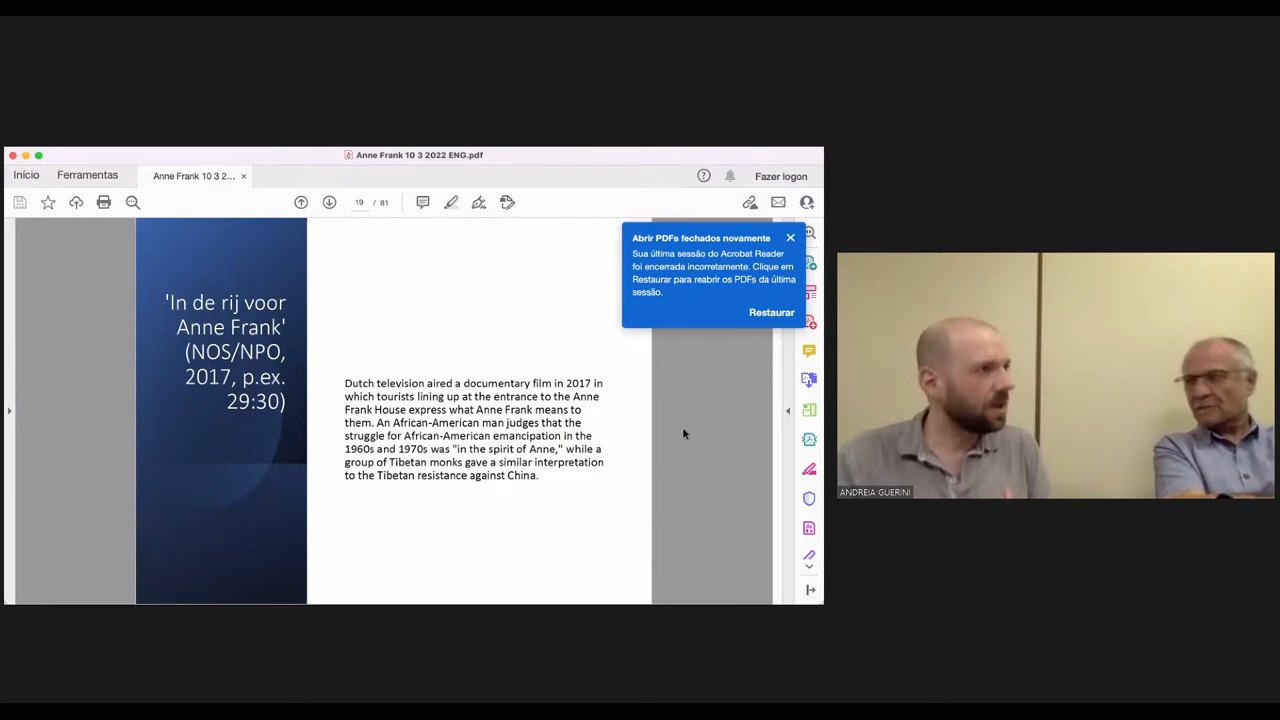 Anne Frank 10 3 2022 ENG.pdf
Início
Ferramentas
Anne Frank 10 3 2...
Fazer logon
19 / 81
Abrir PDFs fechados novamente
Sua última sessão do Acrobat Reader
foi encerrada incorretamente. Clique em
Restaurar para reabrir os PDFs da última
sessão.
Restaurar
'In de rij voor
Anne Frank'
(NOS/NPO,
2017, p.ex.
29:30)
Dutch television aired a documentary film in 2017 in
which tourists lining up at the entrance to the Anne
Frank House express what Anne Frank means to
them. An African-American man judges that the
struggle for African-American emancipation in the
1960s and 1970s was "in the spirit of Anne," while a
group of Tibetan monks gave a similar interpretation
to the Tibetan resistance against China.
ANDREIA GUERINI